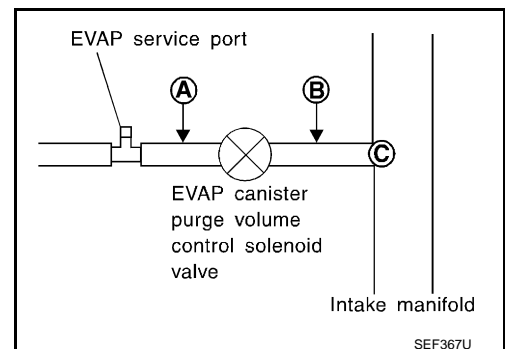 EVAP service port
A
B
C
EVAP canister
purge volume
control solenoid
valve
Intake manifold
SEF367U